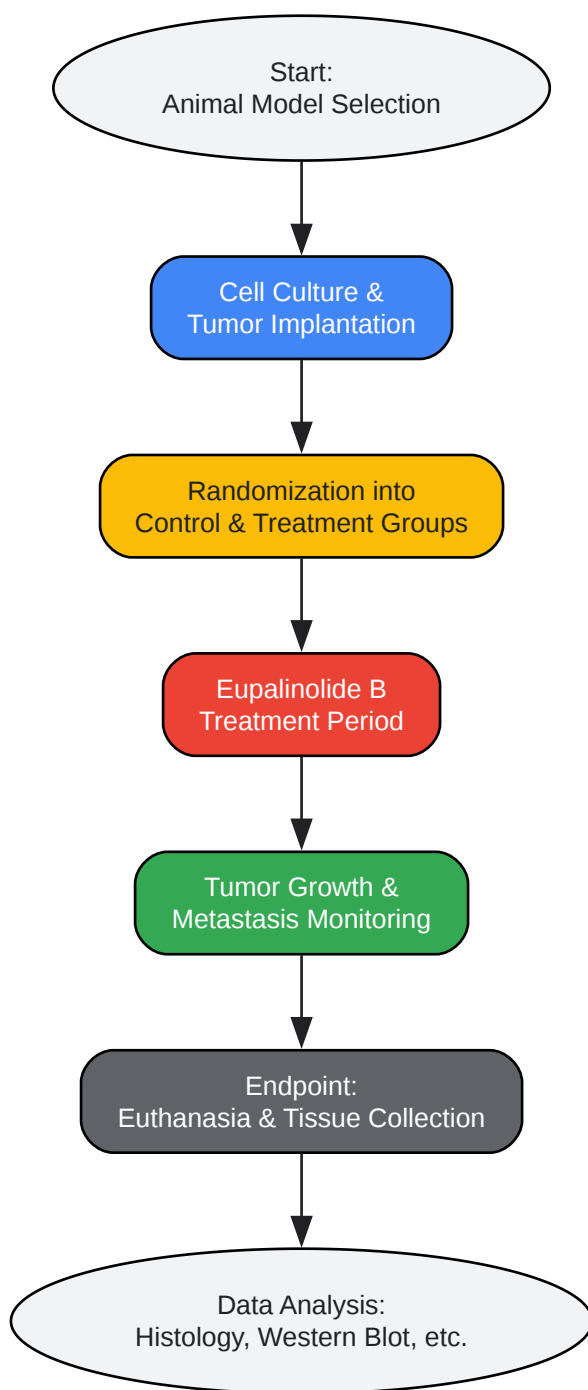 Start:
Animal Model Selection
Cell Culture &
Tumor Implantation
Randomization into
Control & Treatment Groups
Eupalinolide B
Treatment Period
Tumor Growth &
Metastasis Monitoring
Endpoint:
Euthanasia & Tissue Collection
Data Analysis:
Histology, Western Blot, etc.